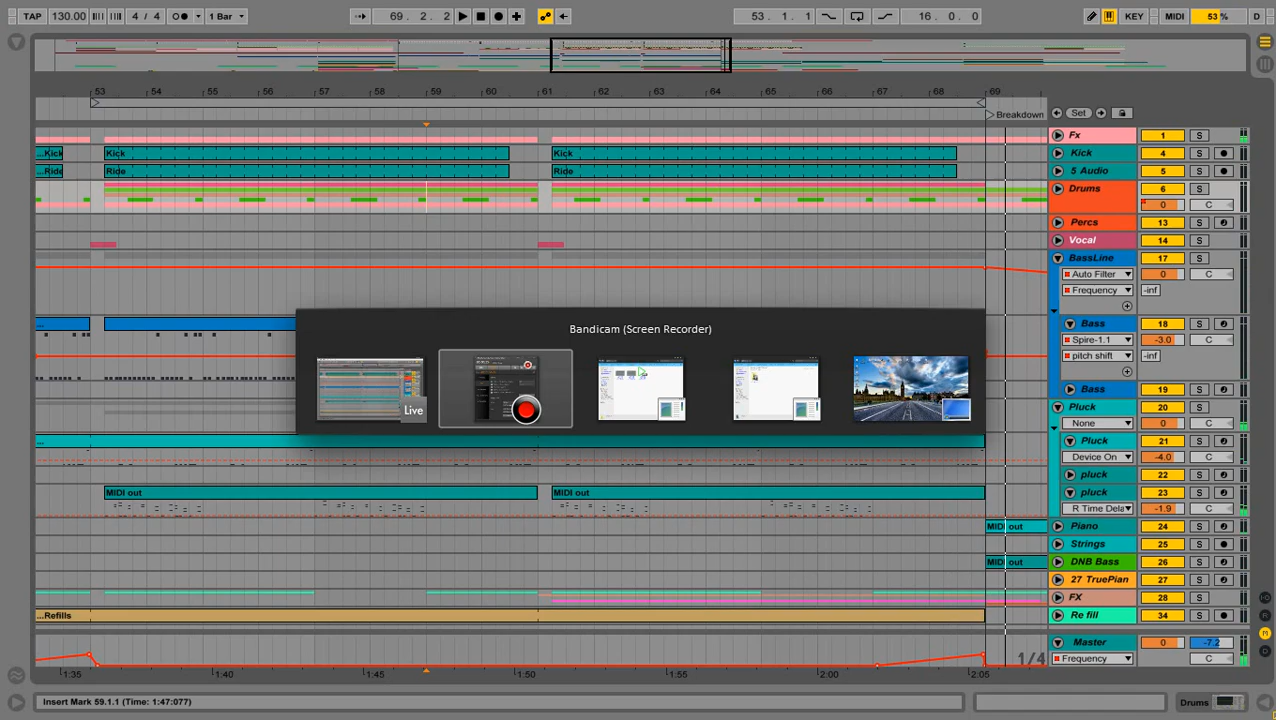 TAP 130.00 4 / 4 1 Bar 69. 2. 2 53. 1. 1 16. 0. 0 KEY MIDI 53 % D
53 54 55 56 57 58 59 60 61 62 63 64 65 66 67 68 69 Set
Breakdown
Fx 1 S
...Kick Kick Kick Kick 4 S
...Ride Ride Ride 5 Audio 5 S
Drums 6 S
0 C
Percs 13 S
Vocal 14 S
BassLine 17 S
Auto Filter 0 C
Frequency -inf
Bandicam (Screen Recorder)
... Bass 18 S
Spire-1.1 -3.0 C
pitch shift -inf
Live
Bass 19 S
Pluck 20 S
None 0 C
... Pluck 21 S
Device On -4.0 C
pluck 22 S
MIDI out MIDI out pluck 23 S
R Time Dela -1.9 C
MIDI out Piano 24 S
Strings 25 S
MIDI out DNB Bass 26 S
27 TruePian 27 S
FX 28 S
...Refills Re fill 34 S
Master 0 -7.2
1/4 Frequency C
1:35 1:40 1:45 1:50 1:55 2:00 2:05
Insert Mark 59.1.1 (Time: 1:47:077) Drums